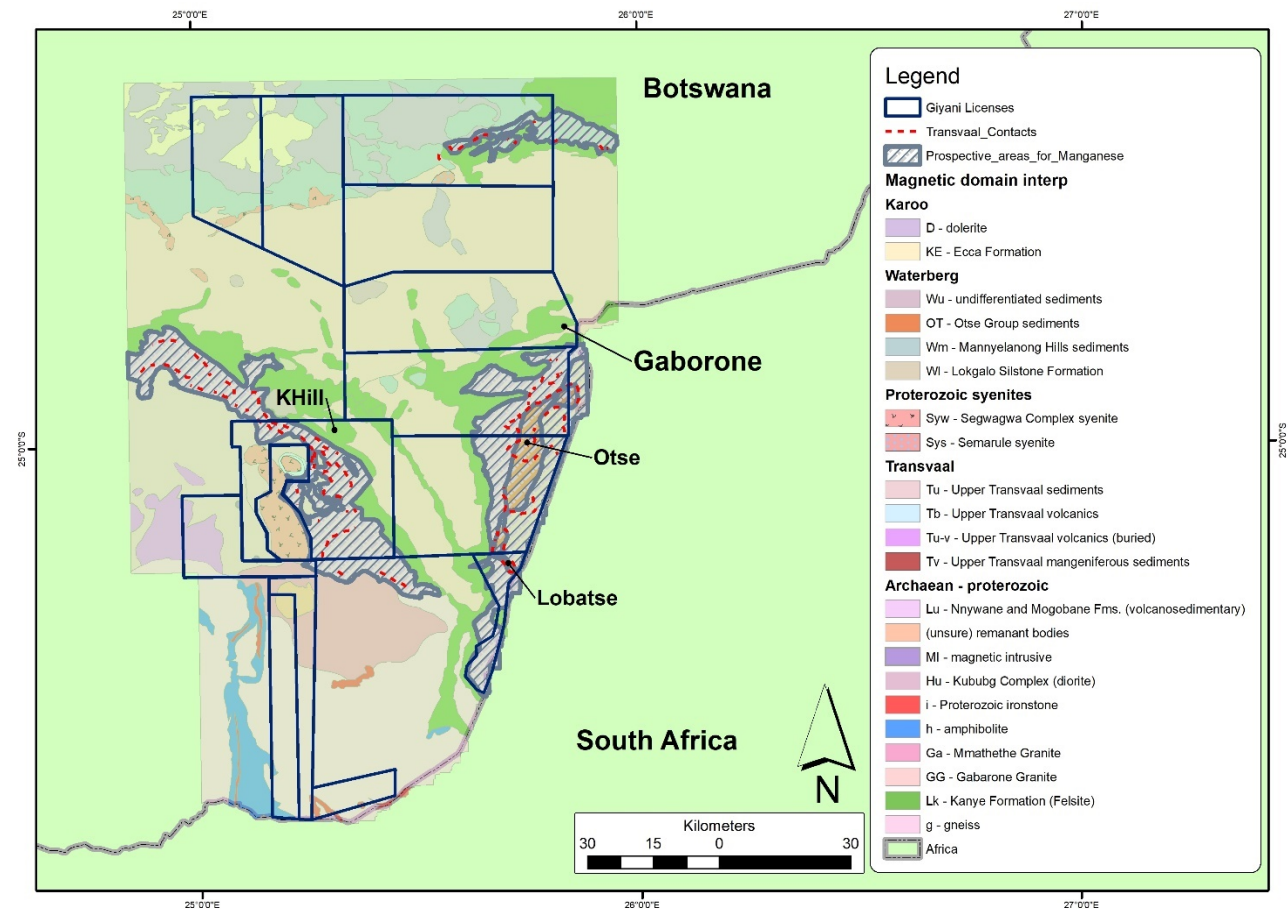 25°0'0"E
26°0'0"E
27°0'0"E
Botswana
Gaborone
KHill
Otse
Lobatse
South Africa
25°0'0"S
25°0'0"S
N
Kilometers
30 15 0 30
Legend
Giyani Licenses
Transvaal_Contacts
Prospective_areas_for_Manganese
Magnetic domain interp
Karoo
D - dolerite
KE - Ecca Formation
Waterberg
Wu - undifferentiated sediments
OT - Otse Group sediments
Wm - Mannyelanong Hills sediments
Wl - Lokgalo Silstone Formation
Proterozoic syenites
Syw - Segwagwa Complex syenite
Sys - Semarule syenite
Transvaal
Tu - Upper Transvaal sediments
Tb - Upper Transvaal volcanics
Tu-v - Upper Transvaal volcanics (buried)
Tv - Upper Transvaal mangeniferous sediments
Archaean - proterozoic
Lu - Nnywane and Mogobane Fms. (volcanosedimentary)
(unsure) remanant bodies
MI - magnetic intrusive
Hu - Kububg Complex (diorite)
i - Proterozoic ironstone
h - amphibolite
Ga - Mmathethe Granite
GG - Gabarone Granite
Lk - Kanye Formation (Felsite)
g - gneiss
Africa
25°0'0"E
26°0'0"E
27°0'0"E